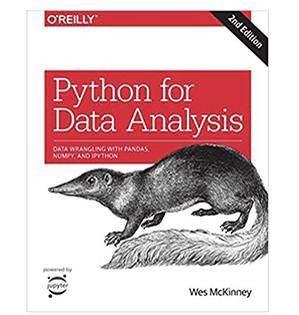 O'REILLY®
2nd Edition
Python for
Data Analysis
DATA WRANGLING WITH PANDAS,
NUMPY, AND IPYTHON
powered by
jupyter
Wes McKinney